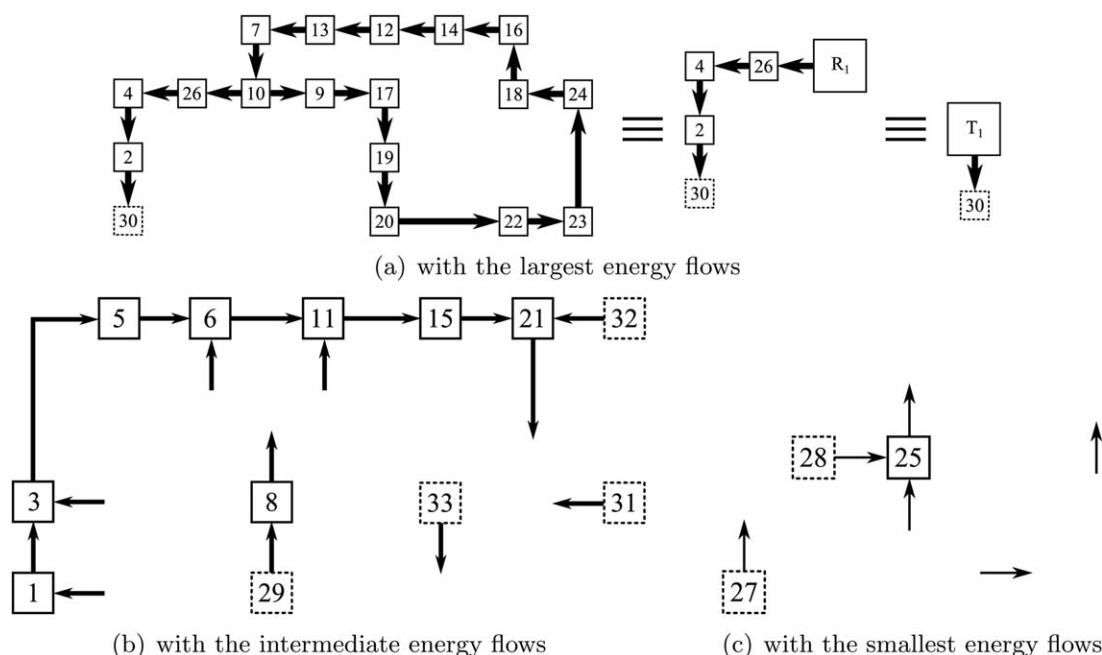 7 13 12 14 16
4 26 10 9 17 18 24
2 19
30 20 22 23
4 26 R1
2
30
T1
30
(a) with the largest energy flows
5 6 11 15 21 32
3 8 33 31
1 29
28 25
27
(b) with the intermediate energy flows
(c) with the smallest energy flows